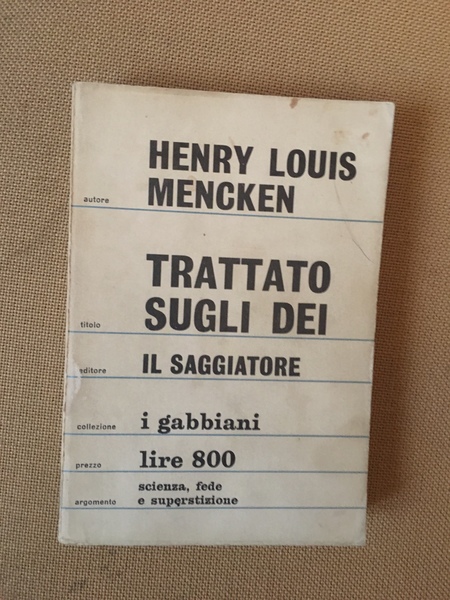 HENRY LOUIS
autore MENCKEN
TRATTATO
titolo SUGLI DEI
editore IL SAGGIATORE
collezione i gabbiani
prezzo lire 800
scienza, fede
argomento e superstizione